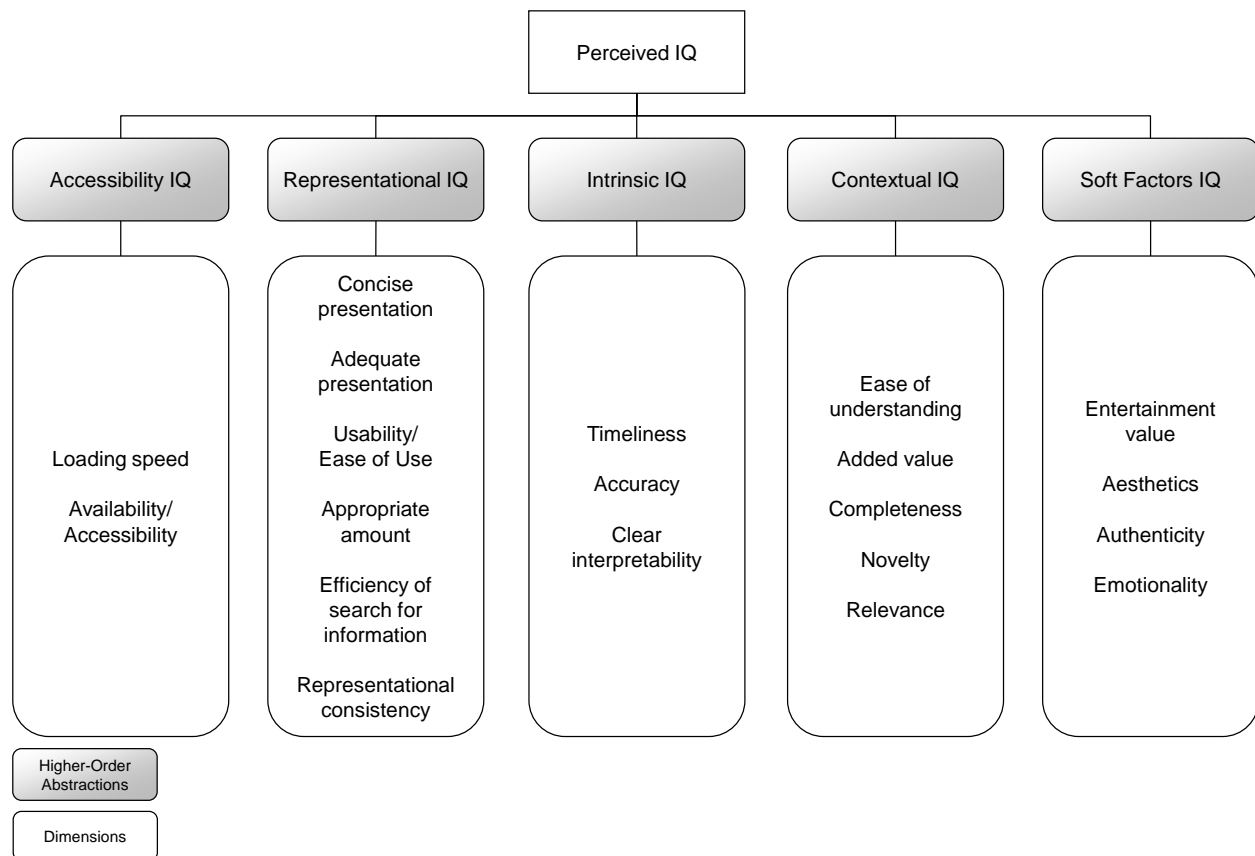 Perceived IQ
Accessibility IQ
Representational IQ
Intrinsic IQ
Contextual IQ
Soft Factors IQ
Loading speed
Availability/
Accessibility
Concise
presentation
Adequate
presentation
Usability/
Ease of Use
Appropriate
amount
Efficiency of
search for
information
Representational
consistency
Timeliness
Accuracy
Clear
interpretability
Ease of
understanding
Added value
Completeness
Novelty
Relevance
Entertainment
value
Aesthetics
Authenticity
Emotionality
Higher-Order
Abstractions
Dimensions